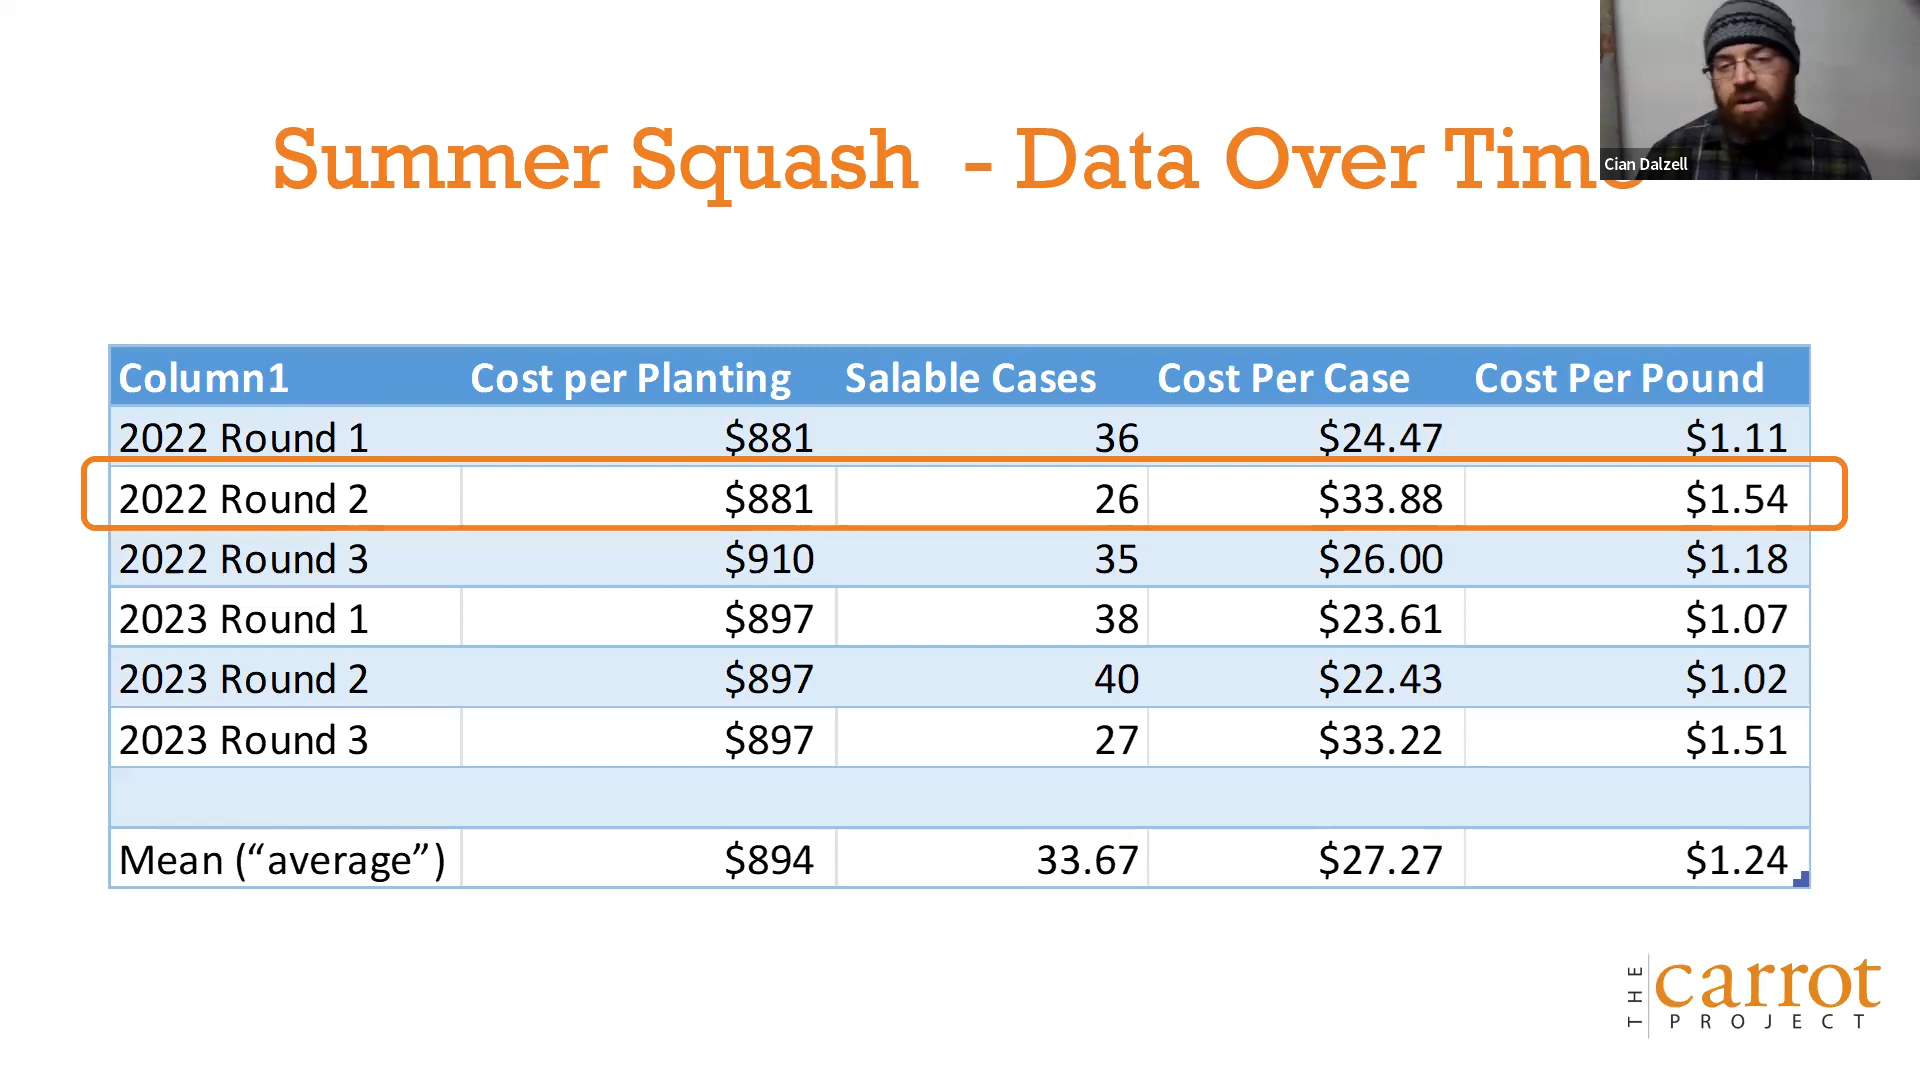 Summer Squash - Data Over Time
Cian Dalzell
Column1 Cost per Planting Salable Cases Cost Per Case Cost Per Pound
2022 Round 1 $881 36 $24.47 $1.11
2022 Round 2 $881 26 $33.88 $1.54
2022 Round 3 $910 35 $26.00 $1.18
2023 Round 1 $897 38 $23.61 $1.07
2023 Round 2 $897 40 $22.43 $1.02
2023 Round 3 $897 27 $33.22 $1.51
Mean (“average”) $894 33.67 $27.27 $1.24
THE
carrot
PROJECT